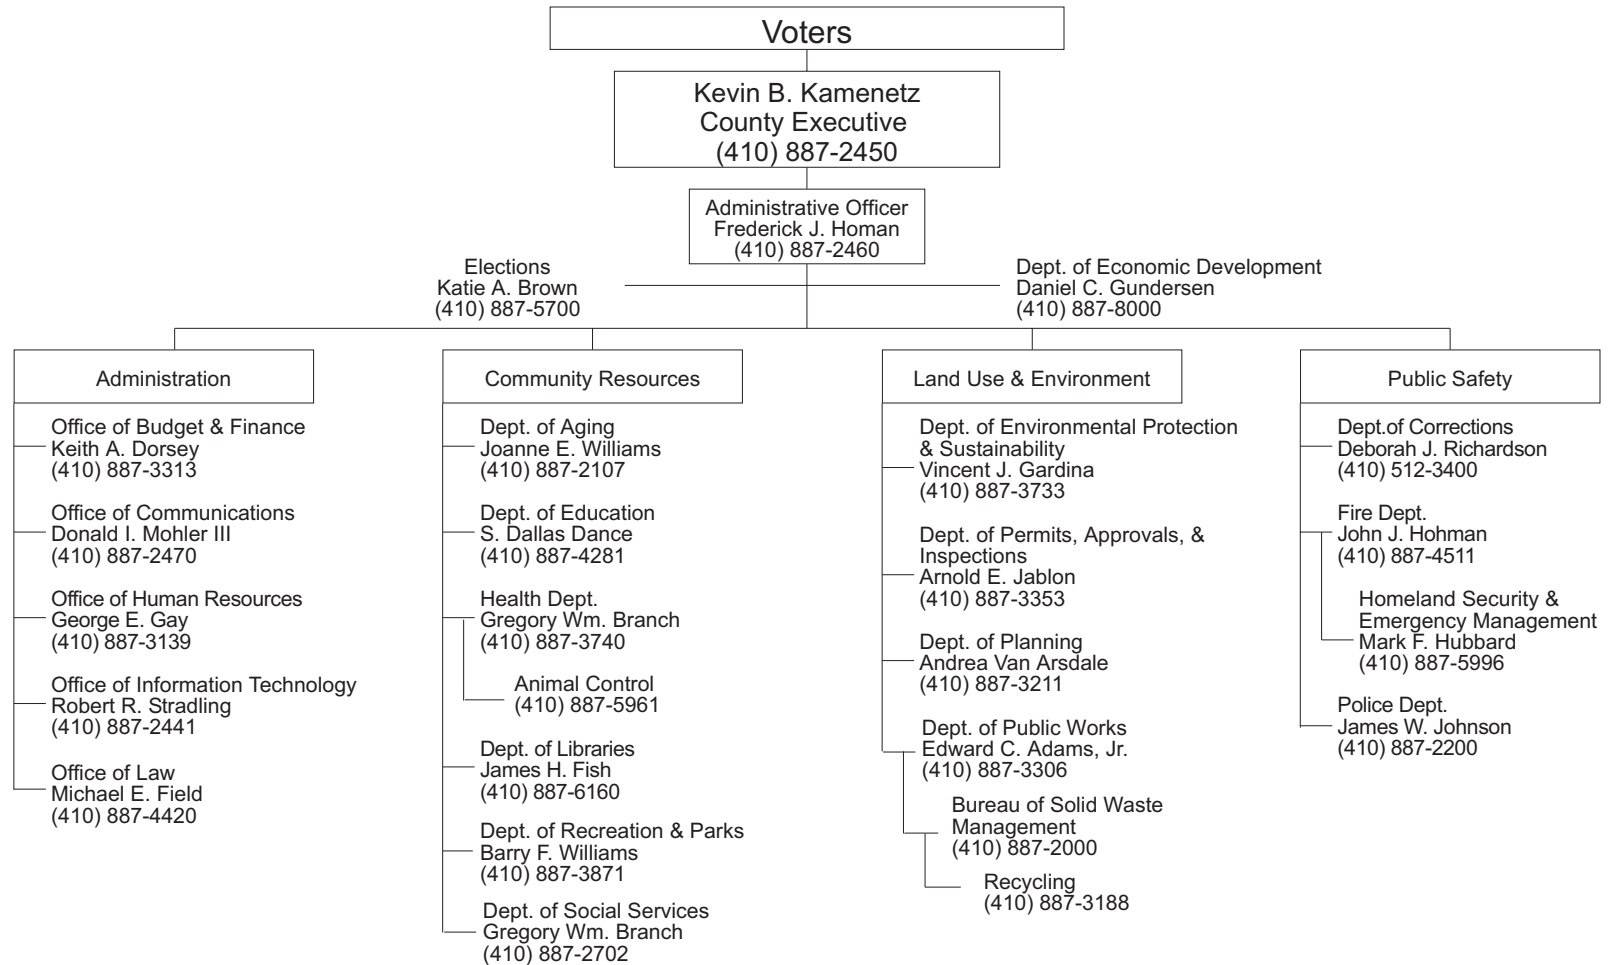 Voters
Kevin B. Kamenetz
County Executive
(410) 887-2450
Administrative Officer
Frederick J. Homan
(410) 887-2460
Elections
Katie A. Brown
(410) 887-5700
Dept. of Economic Development
Daniel C. Gundersen
(410) 887-8000
Administration
Office of Budget & Finance
Keith A. Dorsey
(410) 887-3313
Office of Communications
Donald I. Mohler III
(410) 887-2470
Office of Human Resources
George E. Gay
(410) 887-3139
Office of Information Technology
Robert R. Stradling
(410) 887-2441
Office of Law
Michael E. Field
(410) 887-4420
Community Resources
Dept. of Aging
Joanne E. Williams
(410) 887-2107
Dept. of Education
S. Dallas Dance
(410) 887-4281
Health Dept.
Gregory Wm. Branch
(410) 887-3740
Animal Control
(410) 887-5961
Dept. of Libraries
James H. Fish
(410) 887-6160
Dept. of Recreation & Parks
Barry F. Williams
(410) 887-3871
Dept. of Social Services
Gregory Wm. Branch
(410) 887-2702
Land Use & Environment
Dept. of Environmental Protection
& Sustainability
Vincent J. Gardina
(410) 887-3733
Dept. of Permits, Approvals, &
Inspections
Arnold E. Jablon
(410) 887-3353
Dept. of Planning
Andrea Van Arsdale
(410) 887-3211
Dept. of Public Works
Edward C. Adams, Jr.
(410) 887-3306
Bureau of Solid Waste
Management
(410) 887-2000
Recycling
(410) 887-3188
Public Safety
Dept.of Corrections
Deborah J. Richardson
(410) 512-3400
Fire Dept.
John J. Hohman
(410) 887-4511
Homeland Security &
Emergency Management
Mark F. Hubbard
(410) 887-5996
Police Dept.
James W. Johnson
(410) 887-2200